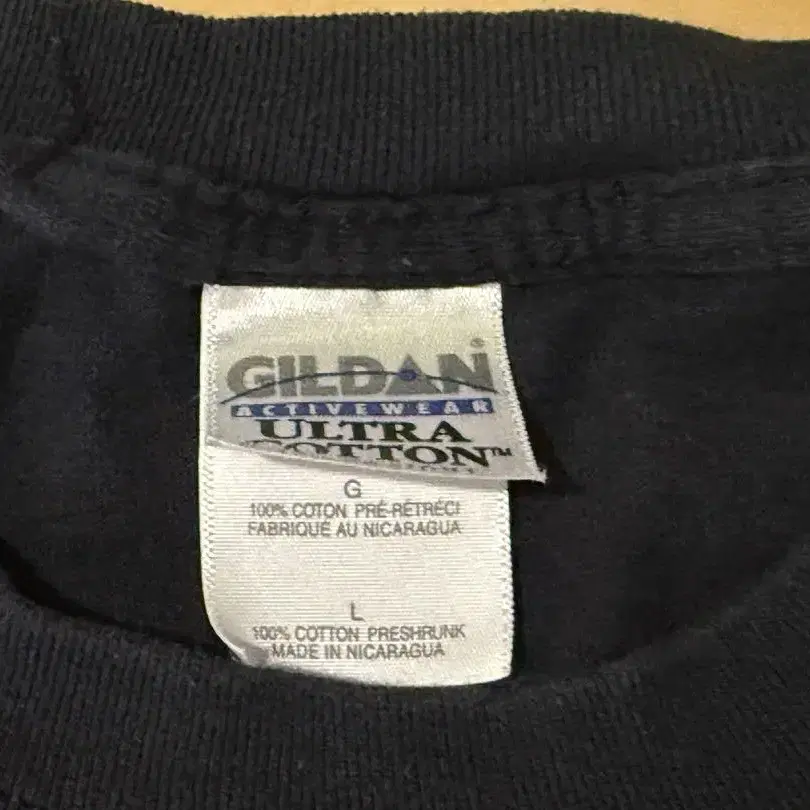 GILDAN®
ACTIVEWEAR
ULTRA
COTTON™
G
100% COTON PRÉ-RÉTRÉCI
FABRIQUÉ AU NICARAGUA
L
100% COTTON PRESHRUNK
MADE IN NICARAGUA